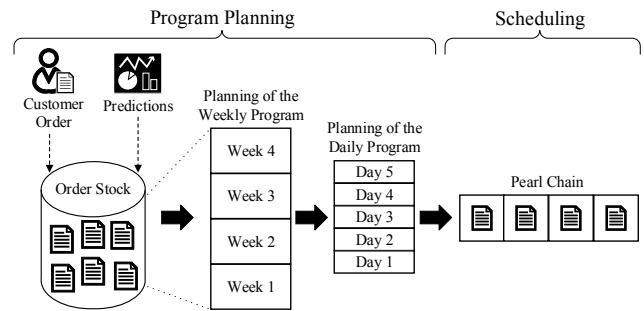 Program Planning
Scheduling
Customer
Order
Predictions
Planning of the
Weekly Program
Planning of the
Daily Program
Order Stock
Week 4
Week 3
Week 2
Week 1
Day 5
Day 4
Day 3
Day 2
Day 1
Pearl Chain